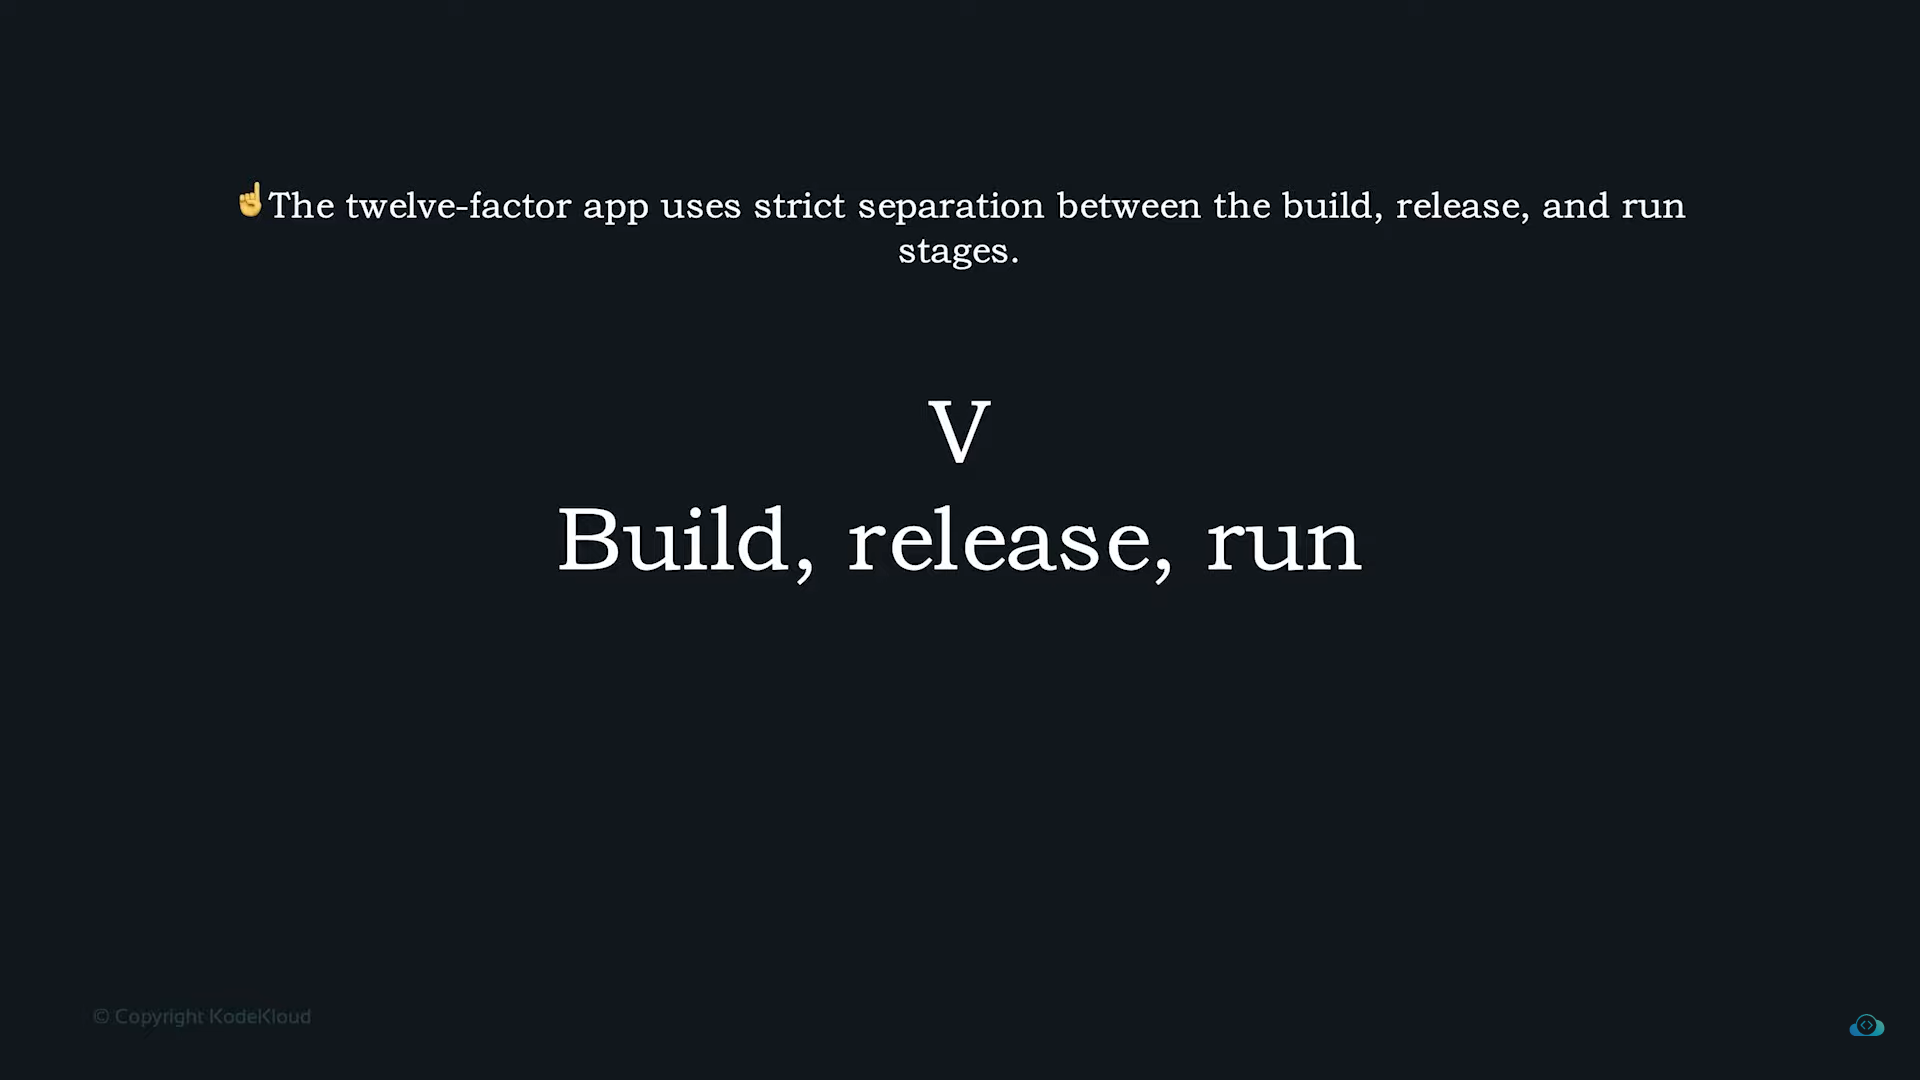 ☝The twelve-factor app uses strict separation between the build, release, and run
stages.
V
Build, release, run
© Copyright KodeKloud